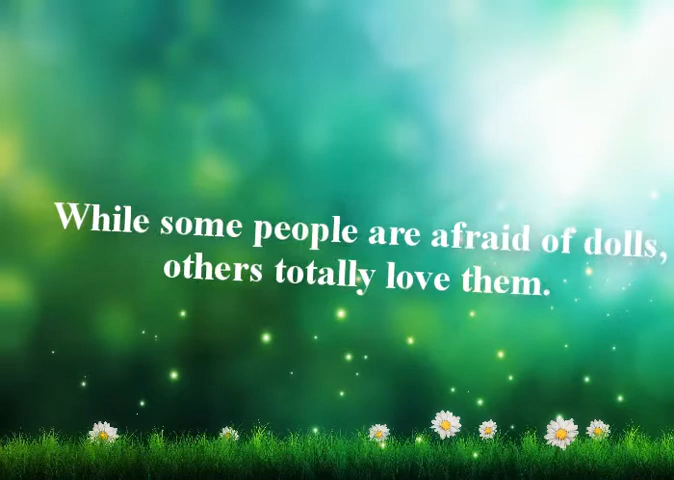 While some people are afraid of dolls,
others totally love them.